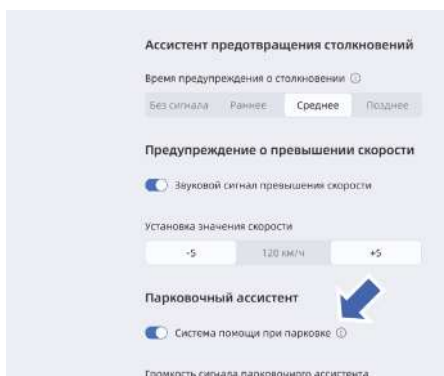 Ассистент предотвращения столкновений
Время предупреждения о столкновении
Без сигнала Раннее Среднее Позднее
Предупреждение о превышении скорости
Звуковой сигнал превышения скорости
Установка значения скорости
-5 120 км/ч +5
Парковочный ассистент
Система помощи при парковке
Громкость сигнала парковочного ассистента